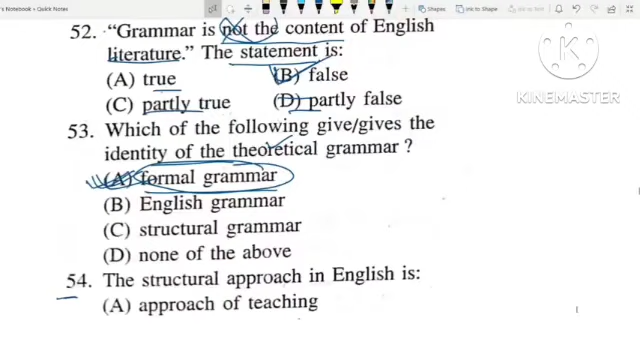 's • Quick Notes
Shapes
Ink to Shape
Ask to Edit
52. "Grammar is not the content of English
literature." The statement is:
(A) true (B) false
(C) partly true (D) partly false
53. Which of the following give/gives the
identity of the theoretical grammar ?
(A) formal grammar
(B) English grammar
(C) structural grammar
(D) none of the above
54. The structural approach in English is:
(A) approach of teaching
K
KINEMASTER